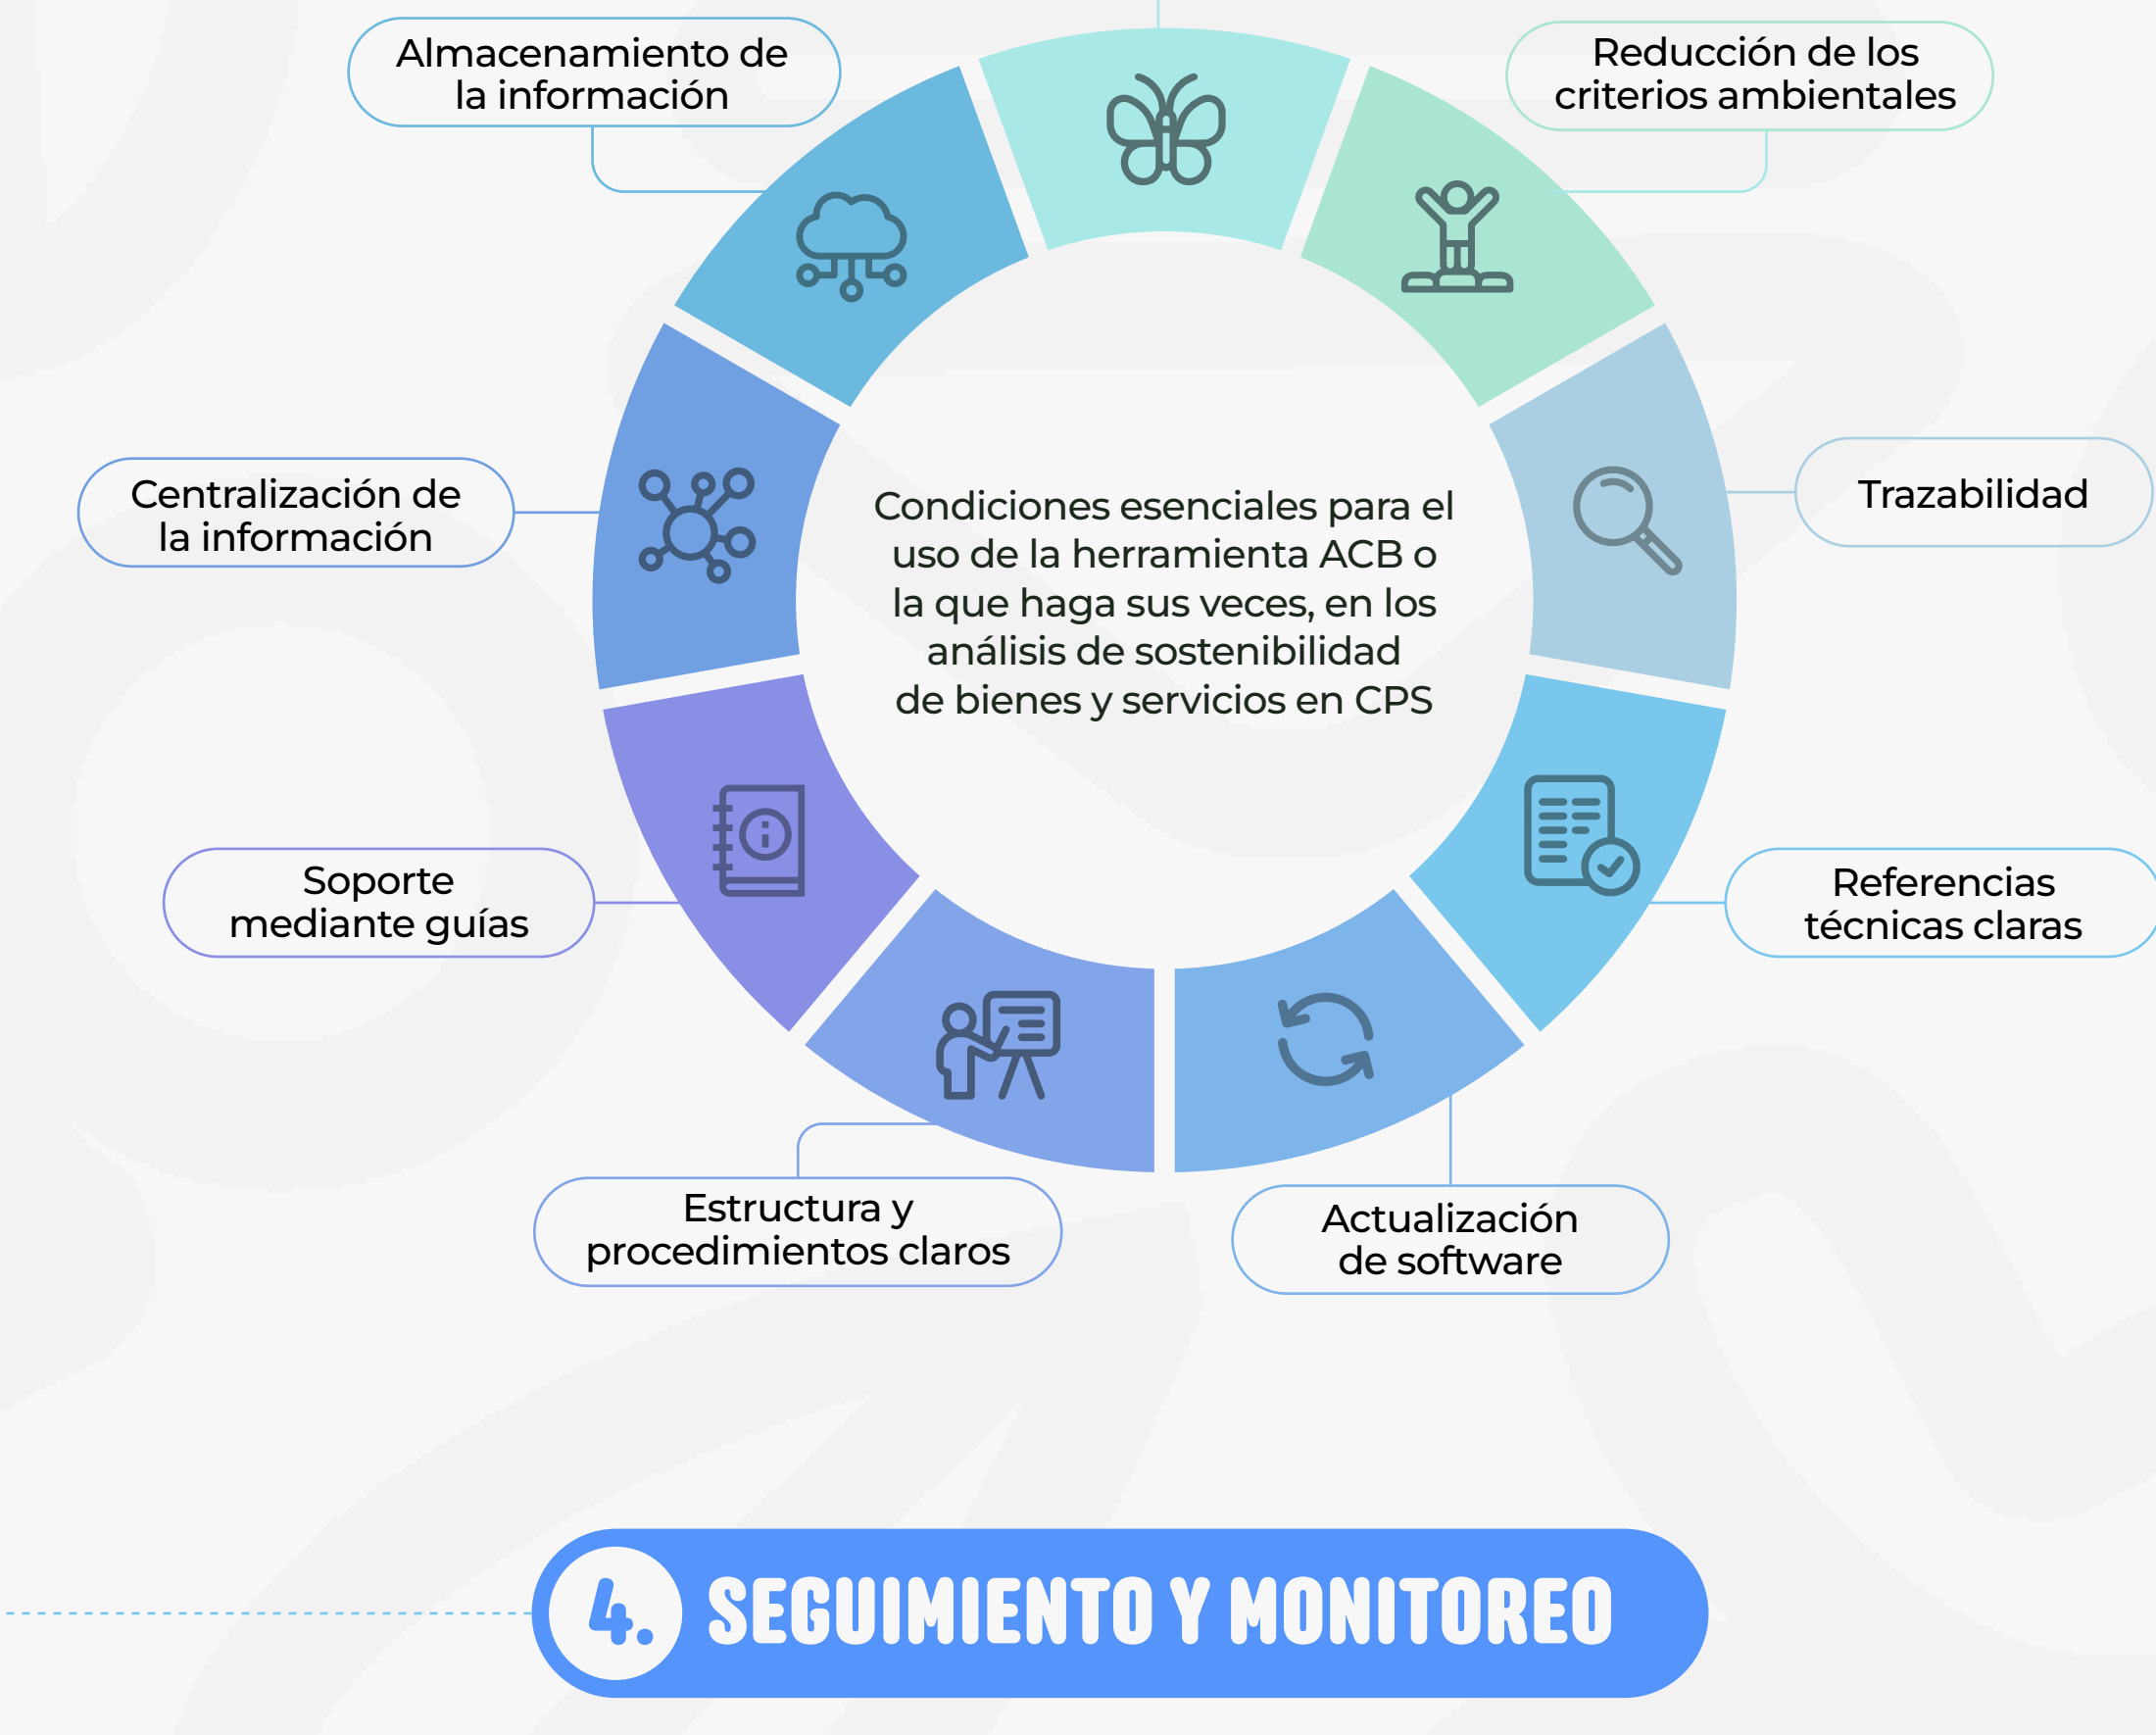 Almacenamiento de
la información
Reducción de los
criterios ambientales
Centralización de
la información
Trazabilidad
Condiciones esenciales para el
uso de la herramienta ACB o
la que haga sus veces, en los
análisis de sostenibilidad
de bienes y servicios en CPS
Soporte
mediante guías
Referencias
técnicas claras
Estructura y
procedimientos claros
Actualización
de software
4. SEGUIMIENTO Y MONITOREO